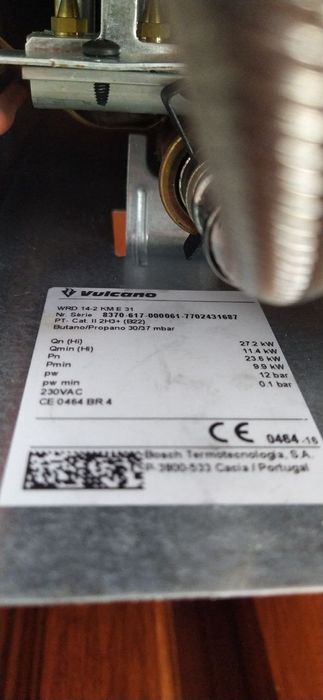 Vulcano
WRD 14-2 KM E 31
Nr. Série 8370-617-000061-7702431687
PT- Cat. II 2H3+ (B22)
Butano/Propano 30/37 mbar
Qn (Hi) 27.2 kW
Qmin (Hi) 11.4 kW
Pn 23.6 kW
Pmin 9.9 kW
pw 12 bar
pw min 0.1 bar
230VAC
CE 0464 BR 4
CE 0464 -16
Bosch Termotecnologia, S.A.
P-3800-533 Cacia / Portugal